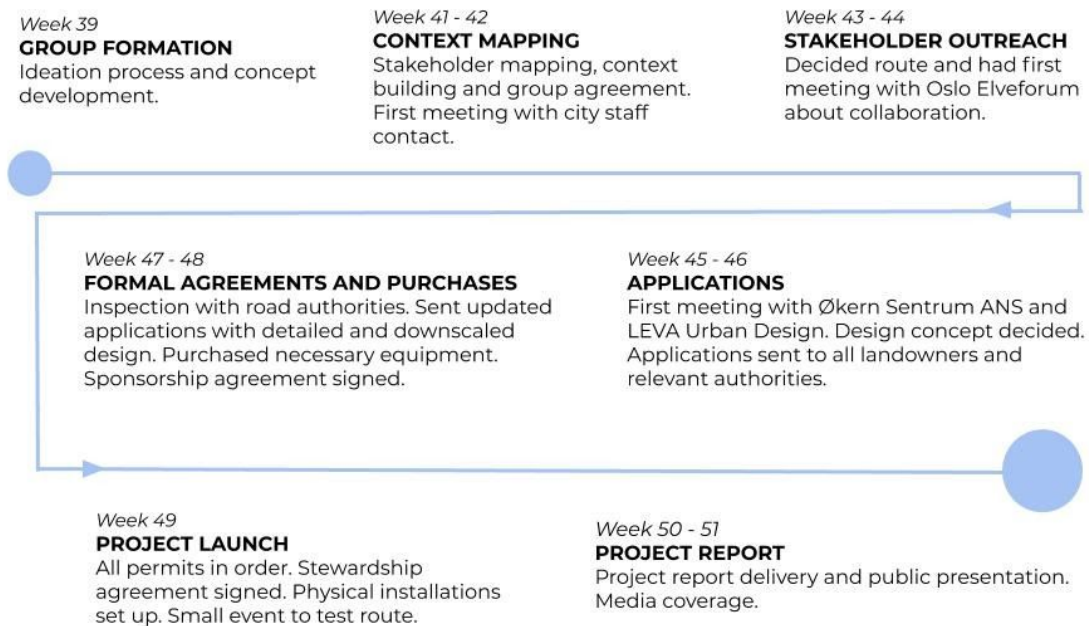 Week 39
GROUP FORMATION
Ideation process and concept
development.
Week 41 - 42
CONTEXT MAPPING
Stakeholder mapping, context
building and group agreement.
First meeting with city staff
contact.
Week 43 - 44
STAKEHOLDER OUTREACH
Decided route and had first
meeting with Oslo Elveforum
about collaboration.
Week 45 - 46
APPLICATIONS
First meeting with Økern Sentrum ANS and
LEVA Urban Design. Design concept decided.
Applications sent to all landowners and
relevant authorities.
Week 47 - 48
FORMAL AGREEMENTS AND PURCHASES
Inspection with road authorities. Sent updated
applications with detailed and downscaled
design. Purchased necessary equipment.
Sponsorship agreement signed.
Week 49
PROJECT LAUNCH
All permits in order. Stewardship
agreement signed. Physical installations
set up. Small event to test route.
Week 50 - 51
PROJECT REPORT
Project report delivery and public presentation.
Media coverage.